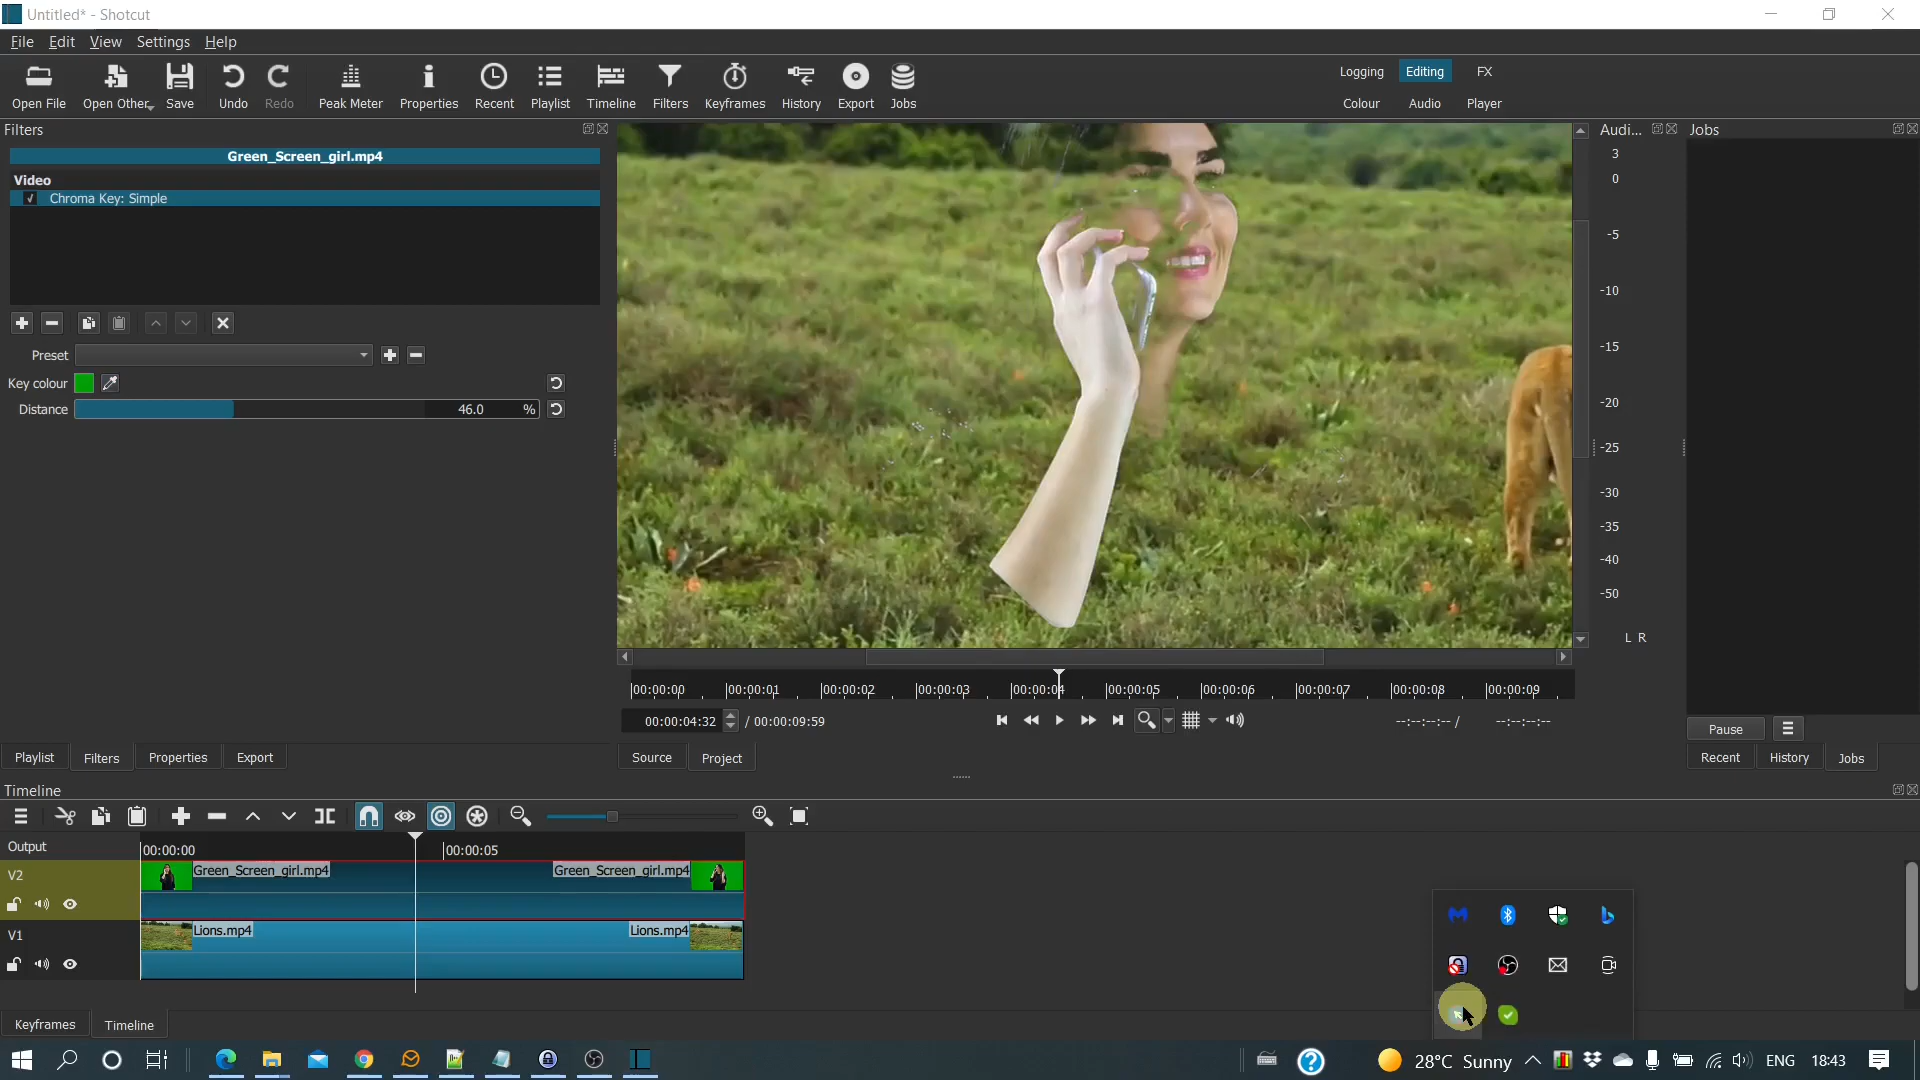 Untitled* - Shotcut
File Edit View Settings Help
Open File Open Other Save Undo Redo Peak Meter Properties Recent Playlist Timeline Filters Keyframes History Export Jobs
Logging Editing FX
Colour Audio Player
Filters
Audi... Jobs
Green_Screen_girl.mp4
Video
Chroma Key: Simple
Preset
Key colour
Distance 46.0 %
3
0
-5
-10
-15
-20
-25
-30
-35
-40
-50
L R
00:00:00 00:00:01 00:00:02 00:00:03 00:00:04 00:00:05 00:00:06 00:00:07 00:00:08 00:00:09
00:00:04:32 / 00:00:09:59 --:--:--:-- / --:--:--:--
Pause
Playlist Filters Properties Export Source Project Recent History Jobs
Timeline
Output 00:00:00 00:00:05
V2 Green_Screen_girl.mp4 Green_Screen_girl.mp4
V1 Lions.mp4 Lions.mp4
Keyframes Timeline
28°C Sunny ENG 18:43